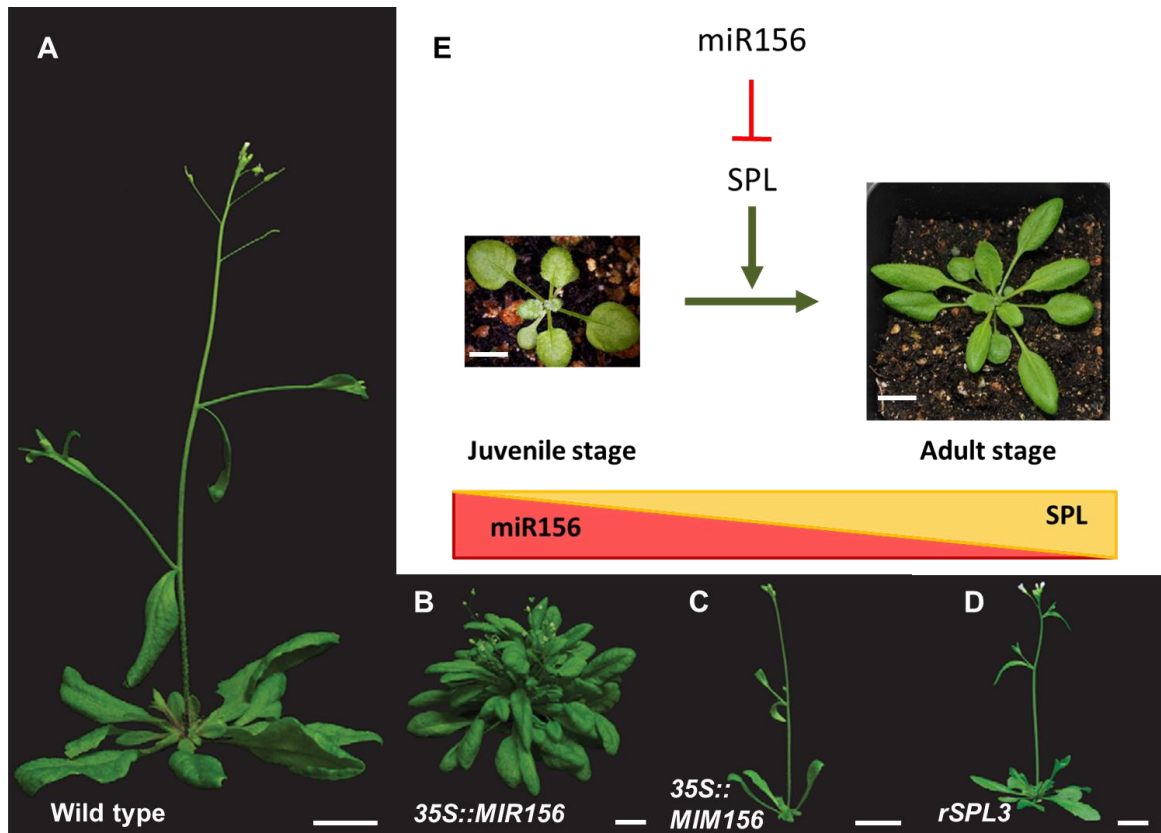 A
Wild type
E
miR156
SPL
Juvenile stage
Adult stage
miR156
SPL
B
35S::MIR156
C
35S::
MIM156
D
rSPL3